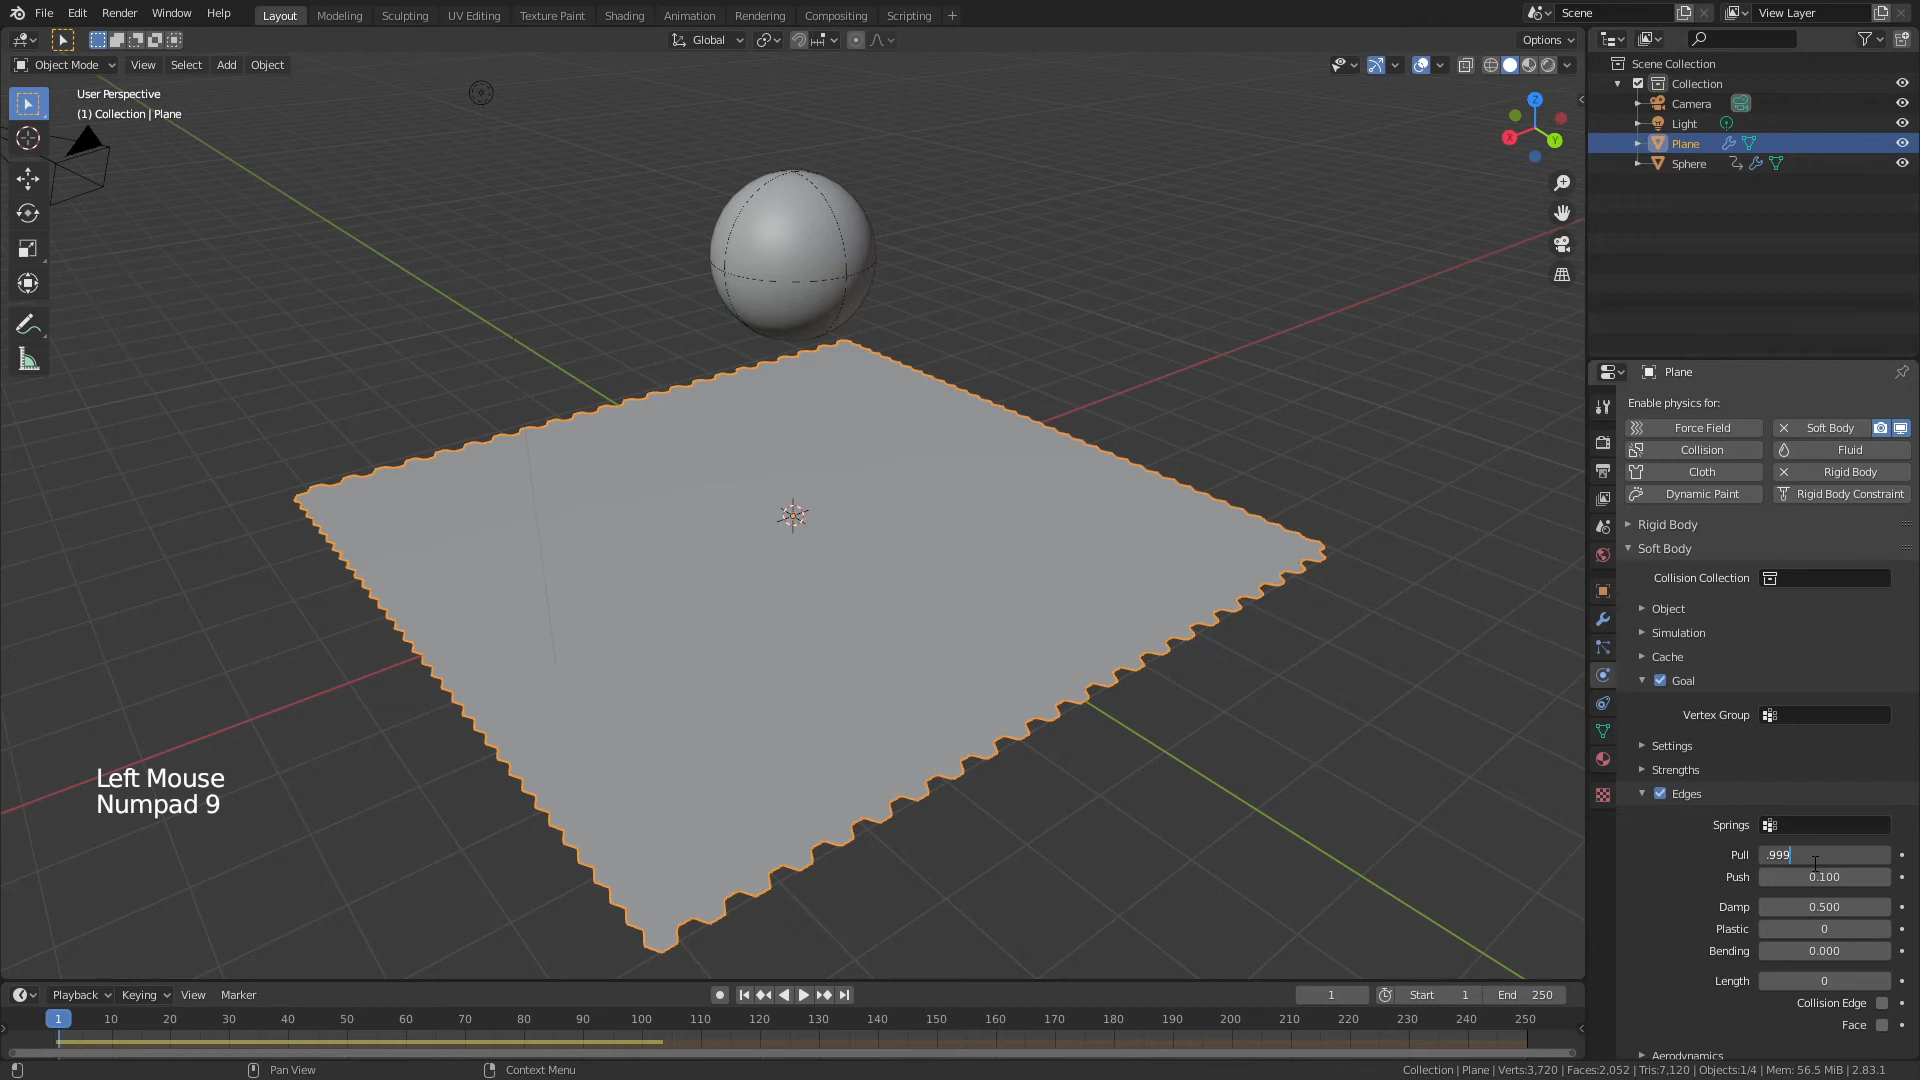 File Edit Render Window Help Layout Modeling Sculpting UV Editing Texture Paint Shading Animation Rendering Compositing Scripting + Scene View Layer
Global Options
Object Mode View Select Add Object
User Perspective
(1) Collection | Plane
Z
X
Y
Left Mouse
Numpad 9
Scene Collection
Collection
Camera
Light
Plane
Sphere
Plane
Enable physics for:
Force Field Soft Body
Collision Fluid
Cloth Rigid Body
Dynamic Paint Rigid Body Constraint
Rigid Body
Soft Body
Collision Collection
Object
Simulation
Cache
Goal
Vertex Group
Settings
Strengths
Edges
Springs
Pull .999
Push 0.100
Damp 0.500
Plastic 0
Bending 0.000
Length 0
Collision Edge
Face
Aerodynamics
Playback Keying View Marker 1 Start 1 End 250
1 10 20 30 40 50 60 70 80 90 100 110 120 130 140 150 160 170 180 190 200 210 220 230 240 250
Pan View Context Menu Collection | Plane | Verts:3,720 | Faces:2,052 | Tris:7,120 | Objects:1/4 | Mem: 56.5 MiB | 2.83.1